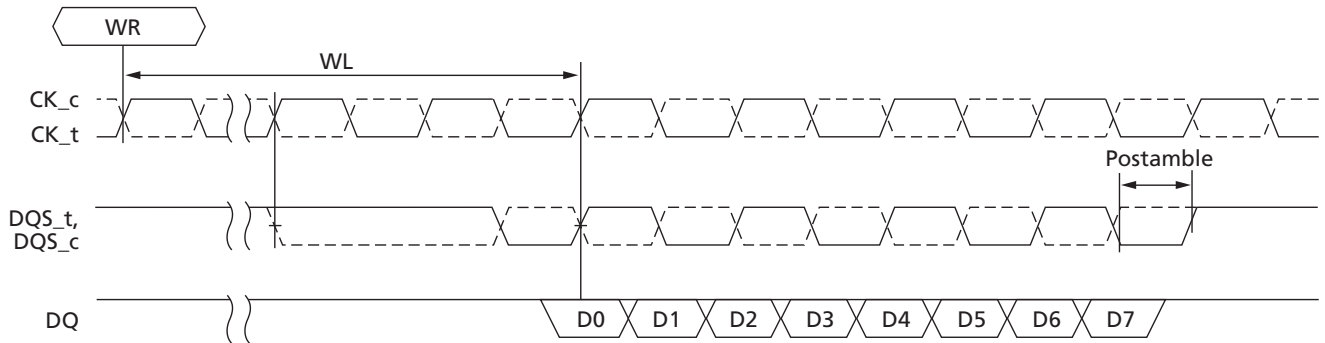 WR
WL
CK_c
CK_t
Postamble
DQS_t,
DQS_c
DQ
D0
D1
D2
D3
D4
D5
D6
D7